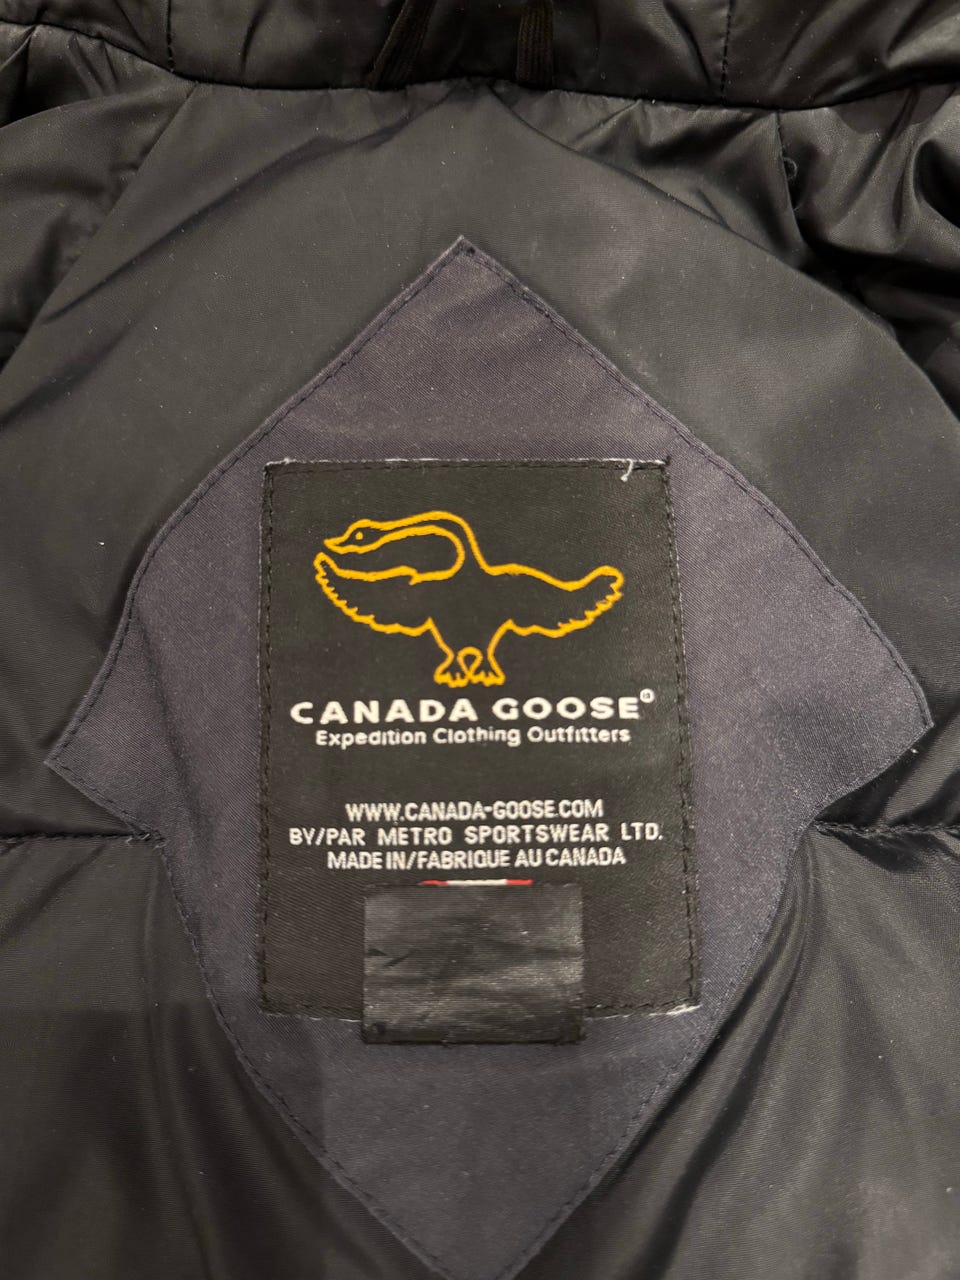 CANADA GOOSE®
Expedition Clothing Outfitters
WWW.CANADA-GOOSE.COM
BY/PAR METRO SPORTSWEAR LTD.
MADE IN/FABRIQUE AU CANADA